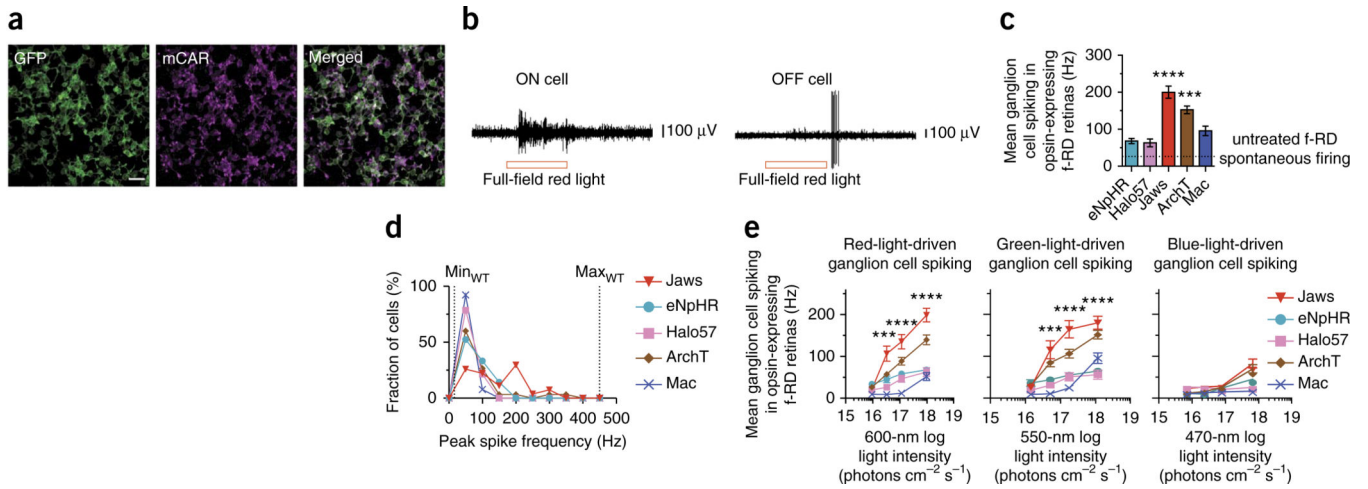 a
GFP
mCAR
Merged
b
ON cell
100 μV
Full-field red light
OFF cell
100 μV
Full-field red light
c
Mean ganglion
cell spiking in
opsin-expressing
f-RD retinas (Hz)
300
200
100
0
****
***
untreated f-RD
spontaneous firing
eNpHR
Halo57
Jaws
ArchT
Mac
d
Fraction of cells (%)
100
50
0
MinWT
MaxWT
0 100 200 300 400 500
Peak spike frequency (Hz)
Jaws
eNpHR
Halo57
ArchT
Mac
e
Mean ganglion cell spiking
in opsin-expressing
f-RD retinas (Hz)
Red-light-driven
ganglion cell spiking
200
100
0
***
****
****
15 16 17 18 19
600-nm log
light intensity
(photons cm⁻² s⁻¹)
Green-light-driven
ganglion cell spiking
***
****
****
15 16 17 18 19
550-nm log
light intensity
(photons cm⁻² s⁻¹)
Blue-light-driven
ganglion cell spiking
15 16 17 18 19
470-nm log
light intensity
(photons cm⁻² s⁻¹)
Jaws
eNpHR
Halo57
ArchT
Mac